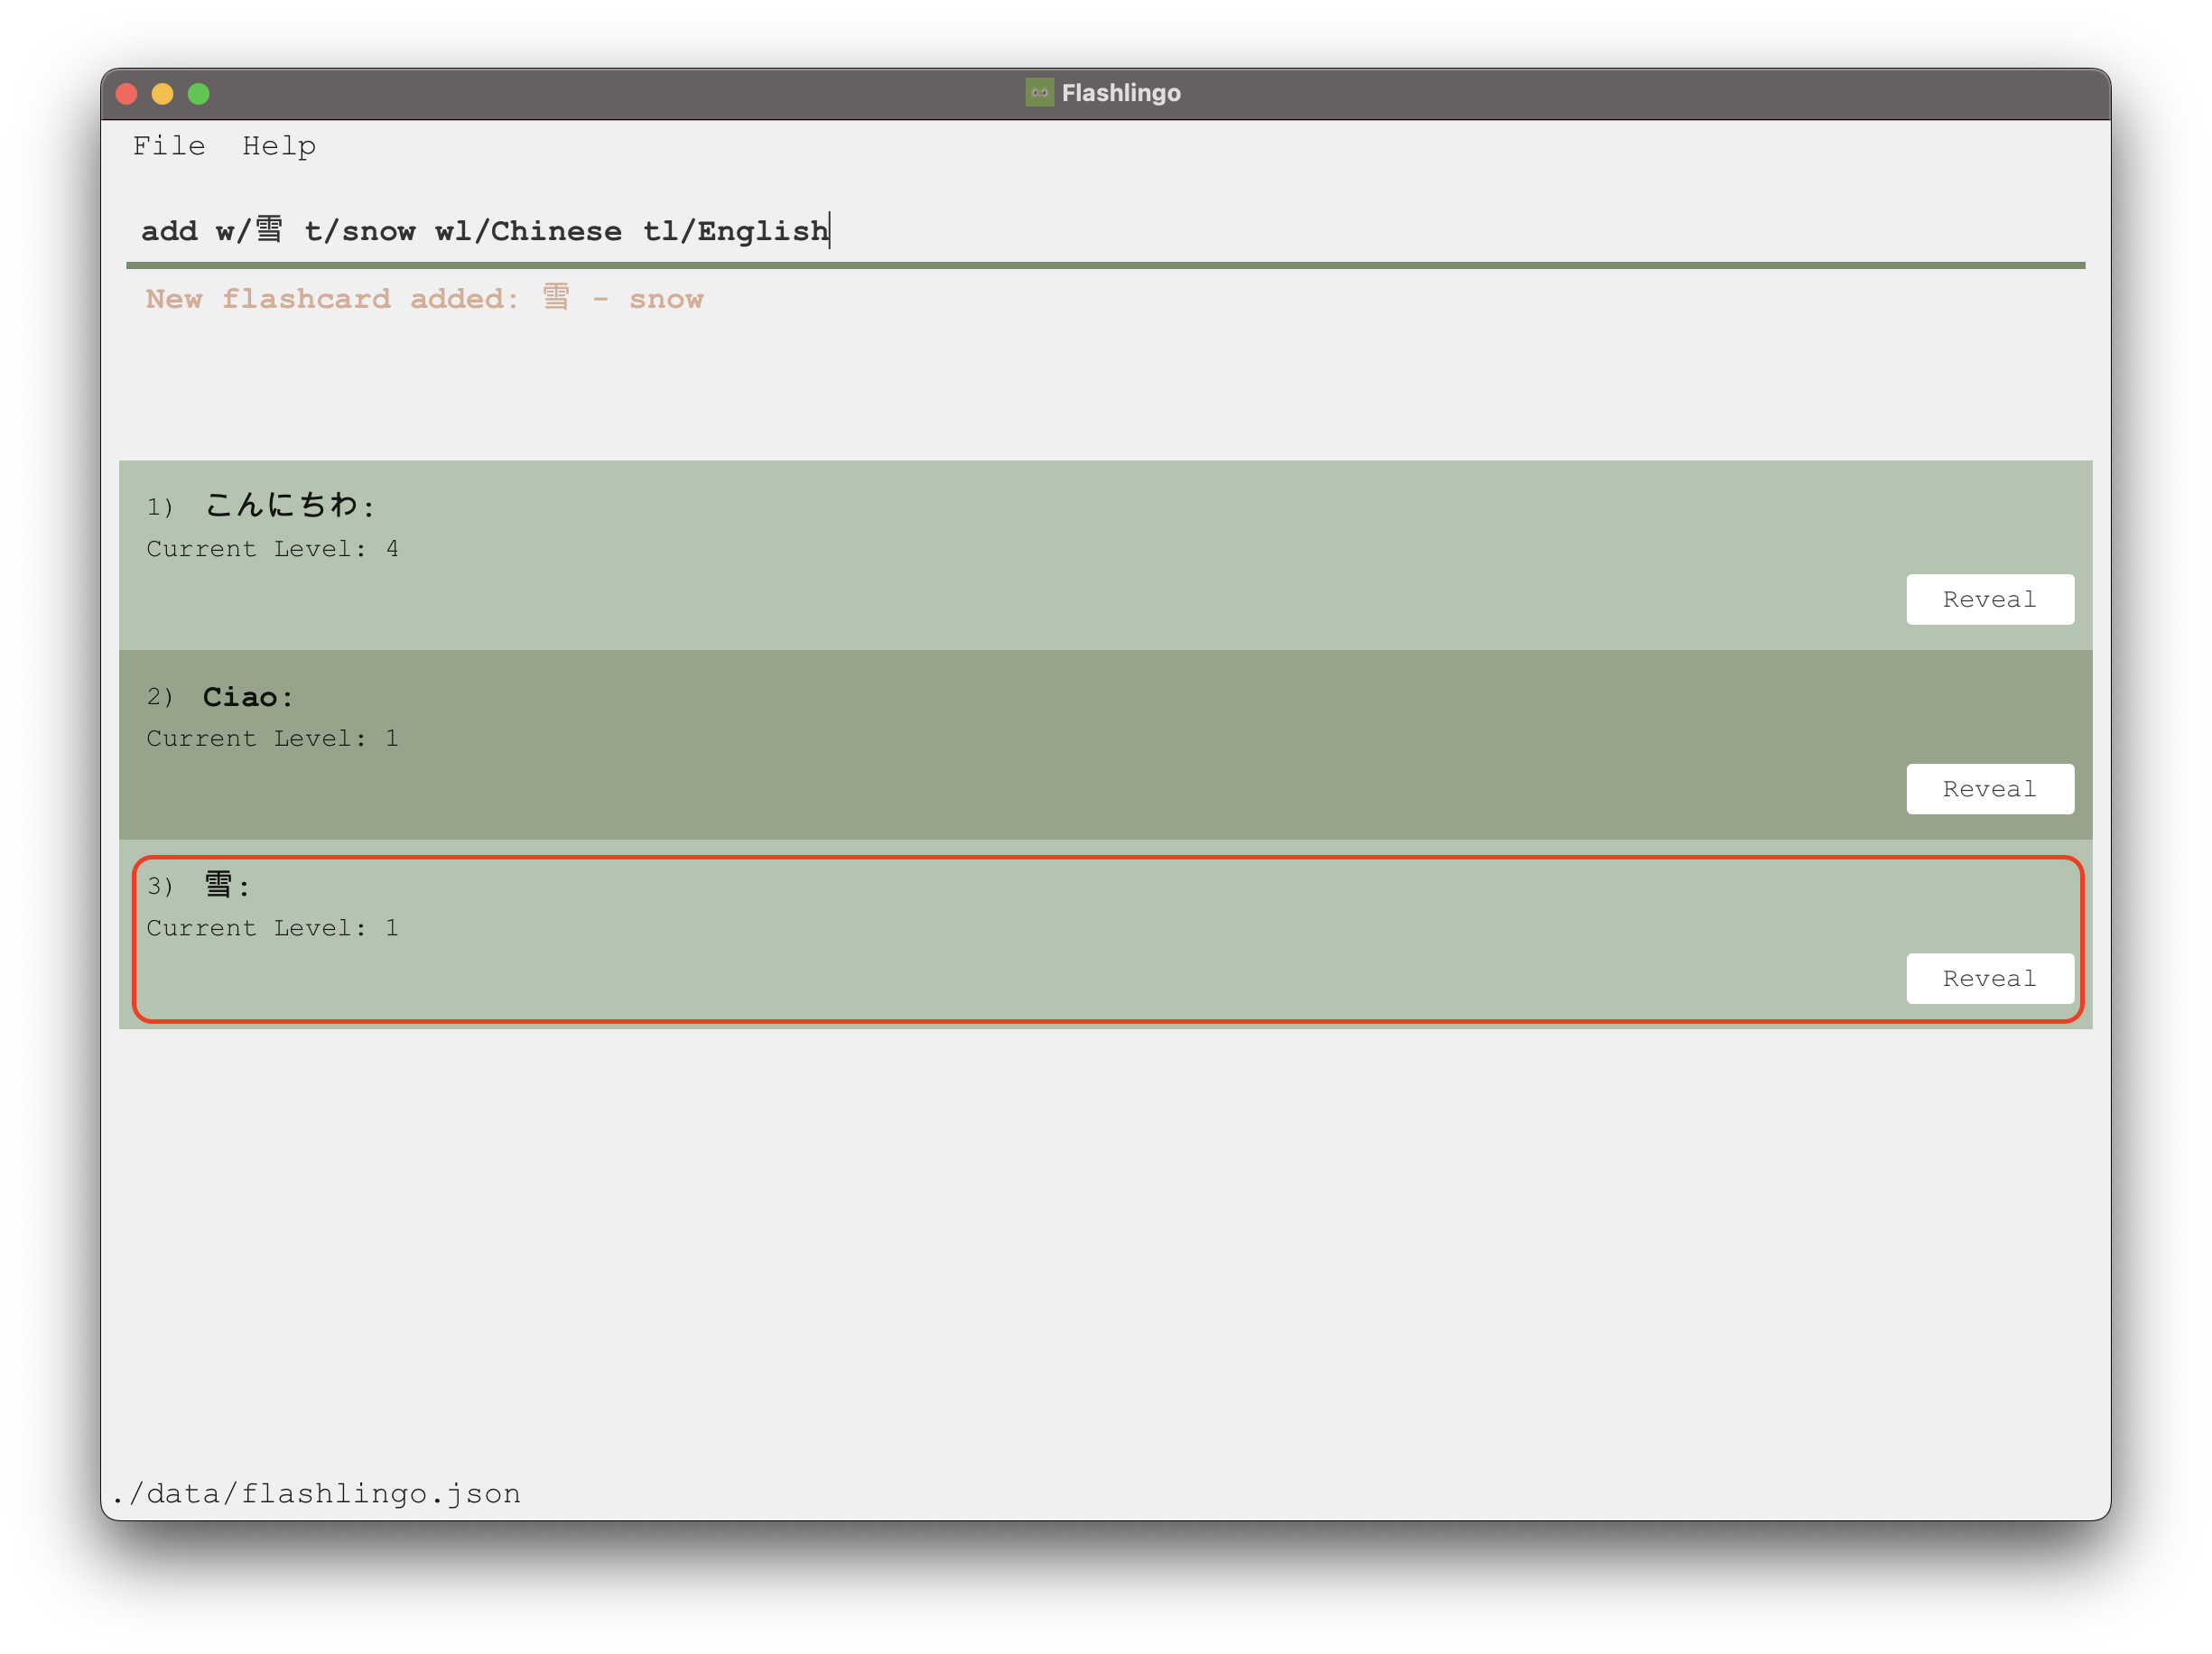 Flashlingo
File Help
add w/雪 t/snow wl/Chinese tl/English
New flashcard added: 雪 - snow
1) こんにちわ:
Current Level: 4
Reveal
2) Ciao:
Current Level: 1
Reveal
3) 雪:
Current Level: 1
Reveal
./data/flashlingo.json